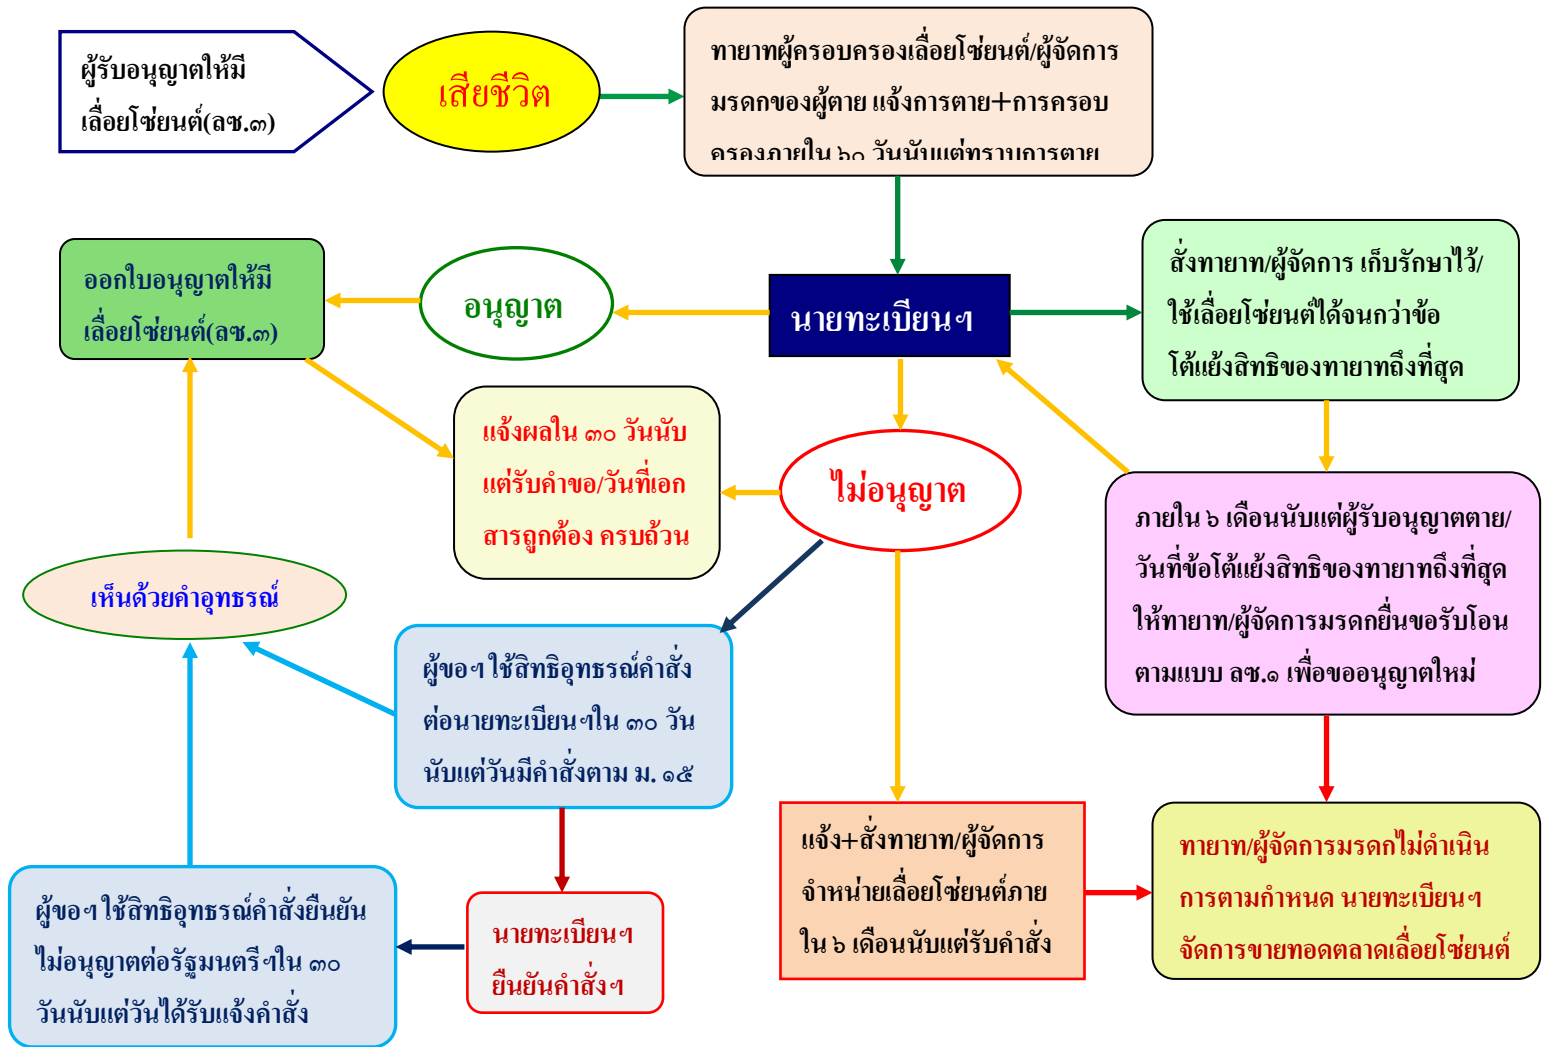 ผู้รับอนุญาตให้มี
เลื่อยโซ่ยนต์(ลซ.๓)
เสียชีวิต
ทายาทผู้ครอบครองเลื่อยโซ่ยนต์/ผู้จัดการ
มรดกของผู้ตาย แจ้งการตาย+การครอบ
ครองภายใน ๖๐ วันนับแต่ทราบการตาย
ออกใบอนุญาตให้มี
เลื่อยโซ่ยนต์(ลซ.๓)
อนุญาต
นายทะเบียนฯ
สั่งทายาท/ผู้จัดการ เก็บรักษาไว้/
ใช้เลื่อยโซ่ยนต์ได้จนกว่าข้อ
โต้แย้งสิทธิของทายาทถึงที่สุด
แจ้งผลใน ๓๐ วันนับ
แต่รับคำขอ/วันที่เอก
สารถูกต้อง ครบถ้วน
ไม่อนุญาต
ภายใน ๖ เดือนนับแต่ผู้รับอนุญาตตาย/
วันที่ข้อโต้แย้งสิทธิของทายาทถึงที่สุด
ให้ทายาท/ผู้จัดการมรดกยื่นขอรับโอน
ตามแบบ ลซ.๑ เพื่อขออนุญาตใหม่
เห็นด้วยคำอุทธรณ์
ผู้ขอฯ ใช้สิทธิอุทธรณ์คำสั่ง
ต่อนายทะเบียนฯใน ๓๐ วัน
นับแต่วันมีคำสั่งตาม ม. ๑๕
แจ้ง+สั่งทายาท/ผู้จัดการ
จำหน่ายเลื่อยโซ่ยนต์ภาย
ใน ๖ เดือนนับแต่รับคำสั่ง
ทายาท/ผู้จัดการมรดกไม่ดำเนิน
การตามกำหนด นายทะเบียนฯ
จัดการขายทอดตลาดเลื่อยโซ่ยนต์
ผู้ขอฯ ใช้สิทธิอุทธรณ์คำสั่งยืนยัน
ไม่อนุญาตต่อรัฐมนตรีฯใน ๓๐
วันนับแต่วันได้รับแจ้งคำสั่ง
นายทะเบียนฯ
ยืนยันคำสั่งฯ